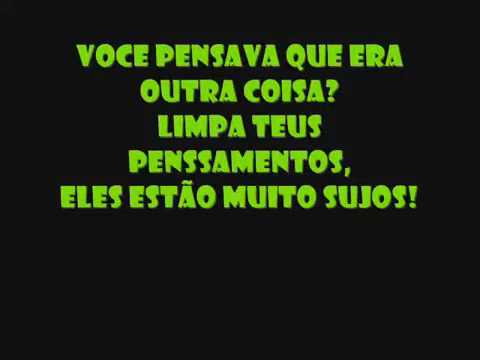 VOCE PENSAVA QUE ERA
OUTRA COISA?
LIMPA TEUS
PENSSAMENTOS,
ELES ESTÃO MUITO SUJOS!